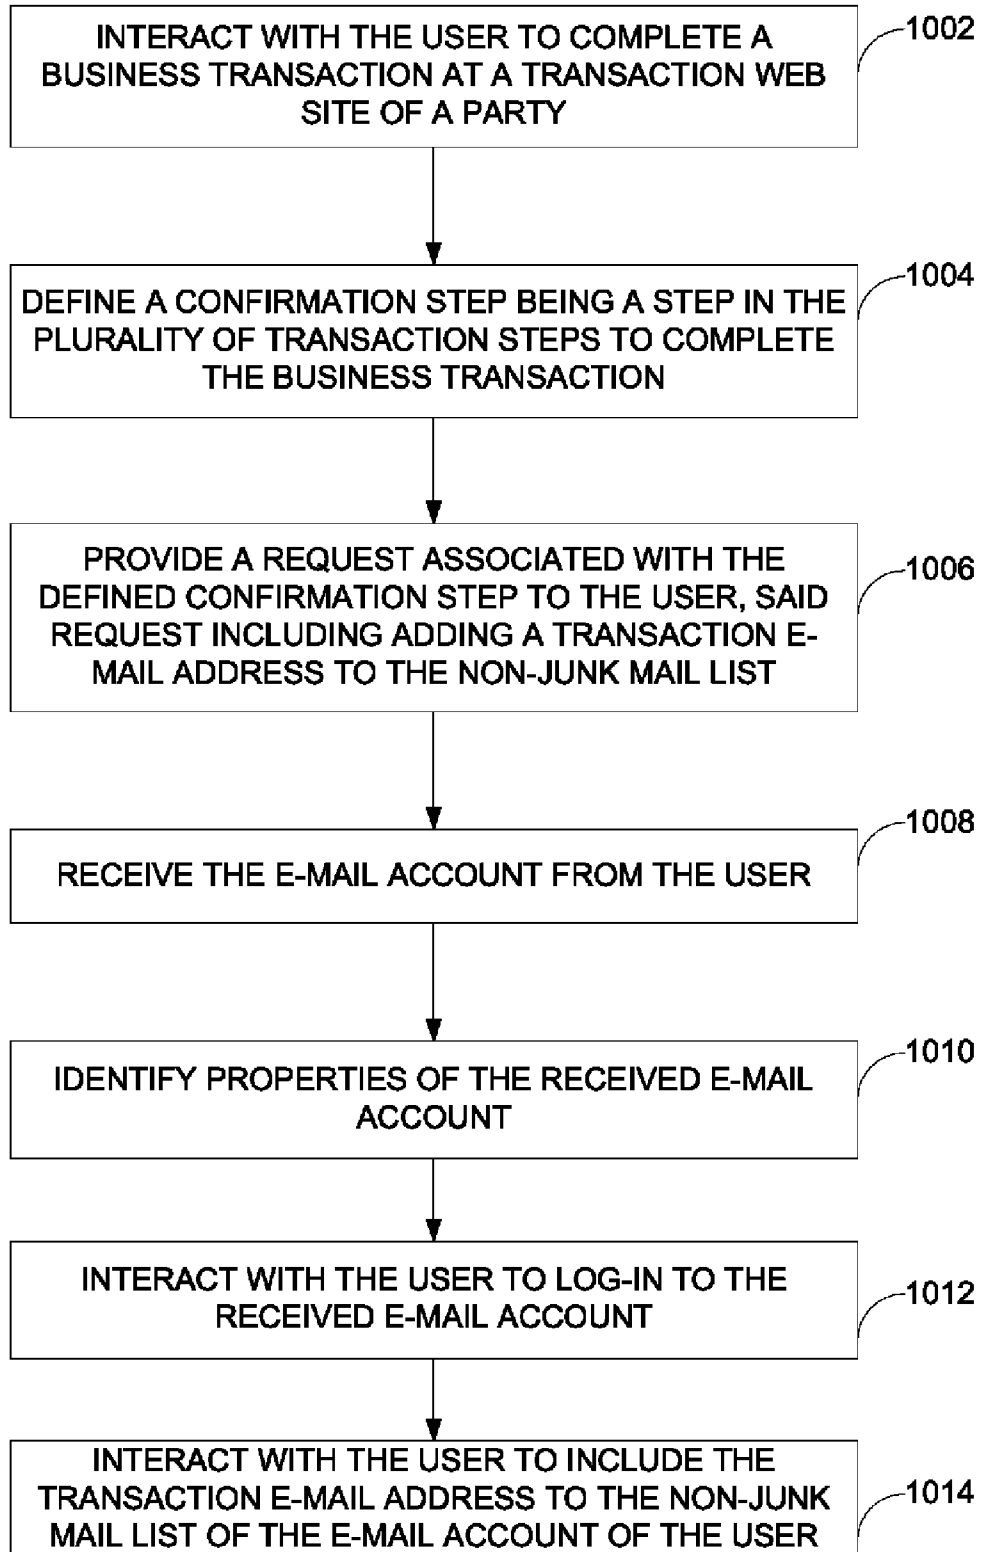 INTERACT WITH THE USER TO COMPLETE A
BUSINESS TRANSACTION AT A TRANSACTION WEB
SITE OF A PARTY
1002
DEFINE A CONFIRMATION STEP BEING A STEP IN THE
PLURALITY OF TRANSACTION STEPS TO COMPLETE
THE BUSINESS TRANSACTION
1004
PROVIDE A REQUEST ASSOCIATED WITH THE
DEFINED CONFIRMATION STEP TO THE USER, SAID
REQUEST INCLUDING ADDING A TRANSACTION E-
MAIL ADDRESS TO THE NON-JUNK MAIL LIST
1006
RECEIVE THE E-MAIL ACCOUNT FROM THE USER
1008
IDENTIFY PROPERTIES OF THE RECEIVED E-MAIL
ACCOUNT
1010
INTERACT WITH THE USER TO LOG-IN TO THE
RECEIVED E-MAIL ACCOUNT
1012
INTERACT WITH THE USER TO INCLUDE THE
TRANSACTION E-MAIL ADDRESS TO THE NON-JUNK
MAIL LIST OF THE E-MAIL ACCOUNT OF THE USER
1014